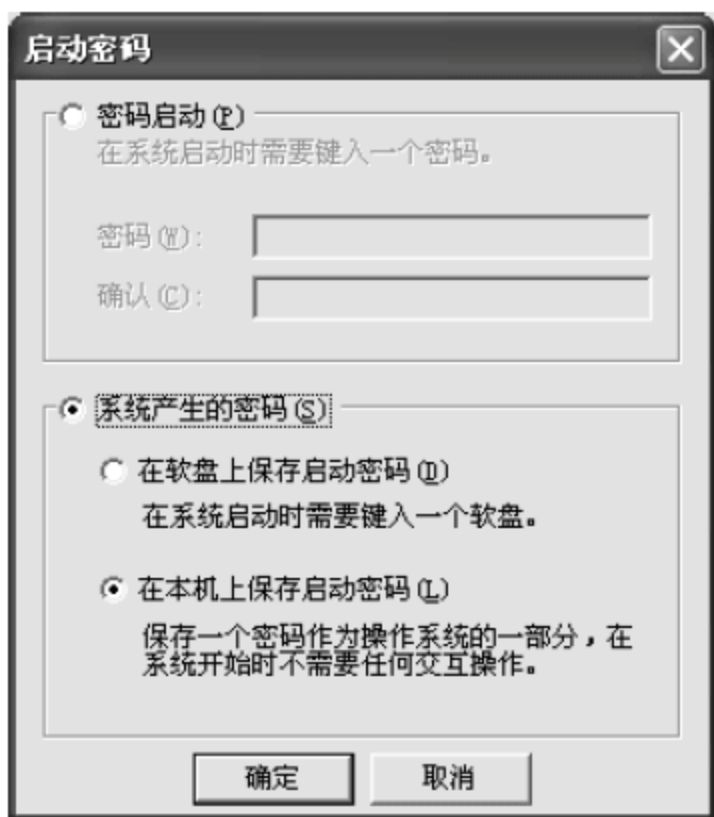 启动密码
密码启动(P)
在系统启动时需要键入一个密码。
密码(W):
确认(C):
系统产生的密码(S)
在软盘上保存启动密码(D)
在系统启动时需要键入一个软盘。
在本机上保存启动密码(L)
保存一个密码作为操作系统的一部分，在
系统开始时不需要任何交互操作。
确定
取消